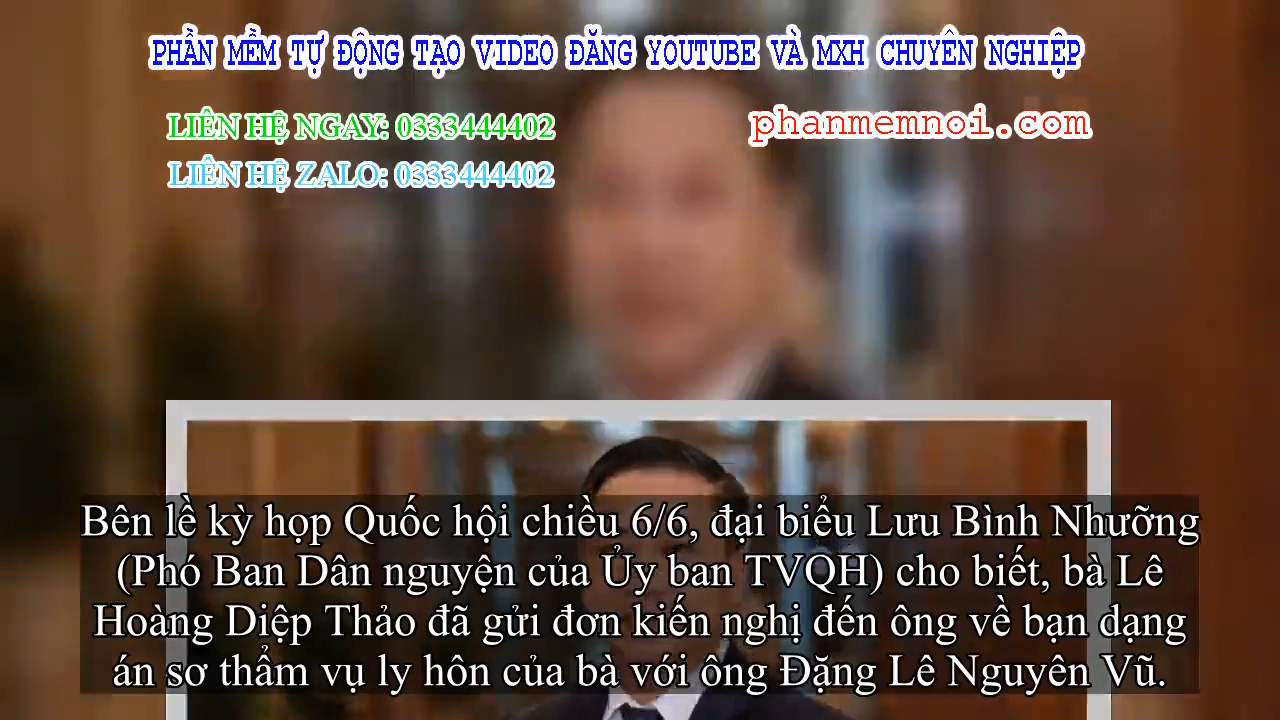 PHẦN MỀM TỰ ĐỘNG TẠO VIDEO ĐĂNG YOUTUBE VÀ MXH CHUYÊN NGHIỆP
LIÊN HỆ NGAY: 0333444402
phanmemnoi.com
LIÊN HỆ ZALO: 0333444402
Bên lề kỳ họp Quốc hội chiều 6/6, đại biểu Lưu Bình Nhưỡng
(Phó Ban Dân nguyện của Ủy ban TVQH) cho biết, bà Lê
Hoàng Diệp Thảo đã gửi đơn kiến nghị đến ông về bạn dạng
án sơ thẩm vụ ly hôn của bà với ông Đặng Lê Nguyên Vũ.